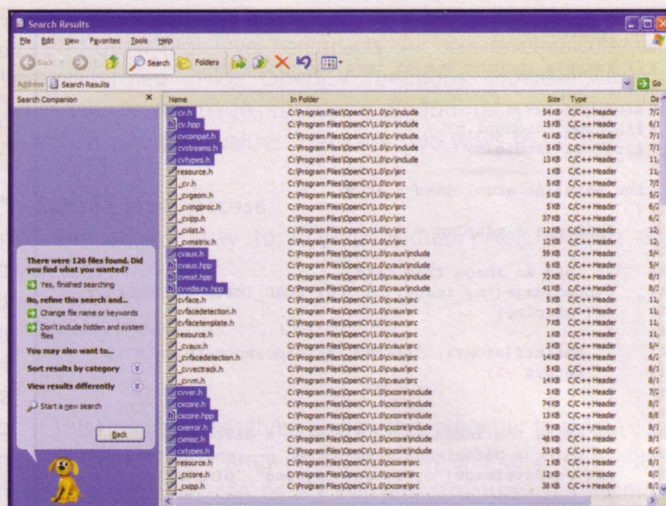 Search Results
File Edit View Favorites Tools Help
Back Search Folders
Address Search Results Go
Search Companion
There were 126 files found. Did you find what you wanted?
Yes, finished searching
No, refine this search and...
Change file name or keywords
Don't include hidden and system files
You may also want to...
Sort results by category
View results differently
Start a new search
Back
Name In Folder Size Type
cv.h C:\Program Files\OpenCV\1.0\cv\include 54 KB C/C++ Header
cv.hpp C:\Program Files\OpenCV\1.0\cv\include 15 KB C/C++ Header
cvcompat.h C:\Program Files\OpenCV\1.0\cv\include 41 KB C/C++ Header
cvstreams.h C:\Program Files\OpenCV\1.0\cv\include 5 KB C/C++ Header
cvtypes.h C:\Program Files\OpenCV\1.0\cv\include 13 KB C/C++ Header
resource.h C:\Program Files\OpenCV\1.0\cv\src 1 KB C/C++ Header
_cv.h C:\Program Files\OpenCV\1.0\cv\src 5 KB C/C++ Header
_cvgeom.h C:\Program Files\OpenCV\1.0\cv\src 5 KB C/C++ Header
_cvimgproc.h C:\Program Files\OpenCV\1.0\cv\src 5 KB C/C++ Header
_cvipp.h C:\Program Files\OpenCV\1.0\cv\src 37 KB C/C++ Header
_cvlist.h C:\Program Files\OpenCV\1.0\cv\src 12 KB C/C++ Header
_cvmatrix.h C:\Program Files\OpenCV\1.0\cv\src 12 KB C/C++ Header
cvaux.h C:\Program Files\OpenCV\1.0\cvaux\include C/C++ Header
cvaux.hpp C:\Program Files\OpenCV\1.0\cvaux\include 6 KB C/C++ Header
cvmat.hpp C:\Program Files\OpenCV\1.0\cvaux\include 72 KB C/C++ Header
cvvidsurv.hpp C:\Program Files\OpenCV\1.0\cvaux\include 41 KB C/C++ Header
cvface.h C:\Program Files\OpenCV\1.0\cvaux\src 5 KB C/C++ Header
cvfacedetection.h C:\Program Files\OpenCV\1.0\cvaux\src 3 KB C/C++ Header
cvfacetemplate.h C:\Program Files\OpenCV\1.0\cvaux\src 7 KB C/C++ Header
resource.h C:\Program Files\OpenCV\1.0\cvaux\src 1 KB C/C++ Header
_cvaux.h C:\Program Files\OpenCV\1.0\cvaux\src 3 KB C/C++ Header
_cvfacedetection.h C:\Program Files\OpenCV\1.0\cvaux\src 14 KB C/C++ Header
_cvvectrack.h C:\Program Files\OpenCV\1.0\cvaux\src 5 KB C/C++ Header
_cvvm.h C:\Program Files\OpenCV\1.0\cvaux\src 14 KB C/C++ Header
cvver.h C:\Program Files\OpenCV\1.0\cxcore\include 3 KB C/C++ Header
cxcore.h C:\Program Files\OpenCV\1.0\cxcore\include 74 KB C/C++ Header
cxcore.hpp C:\Program Files\OpenCV\1.0\cxcore\include 13 KB C/C++ Header
cxerror.h C:\Program Files\OpenCV\1.0\cxcore\include 9 KB C/C++ Header
cxmisc.h C:\Program Files\OpenCV\1.0\cxcore\include 48 KB C/C++ Header
cxtypes.h C:\Program Files\OpenCV\1.0\cxcore\include 53 KB C/C++ Header
resource.h C:\Program Files\OpenCV\1.0\cxcore\src 1 KB C/C++ Header
_cxcore.h C:\Program Files\OpenCV\1.0\cxcore\src 12 KB C/C++ Header
_cxipp.h C:\Program Files\OpenCV\1.0\cxcore\src 38 KB C/C++ Header